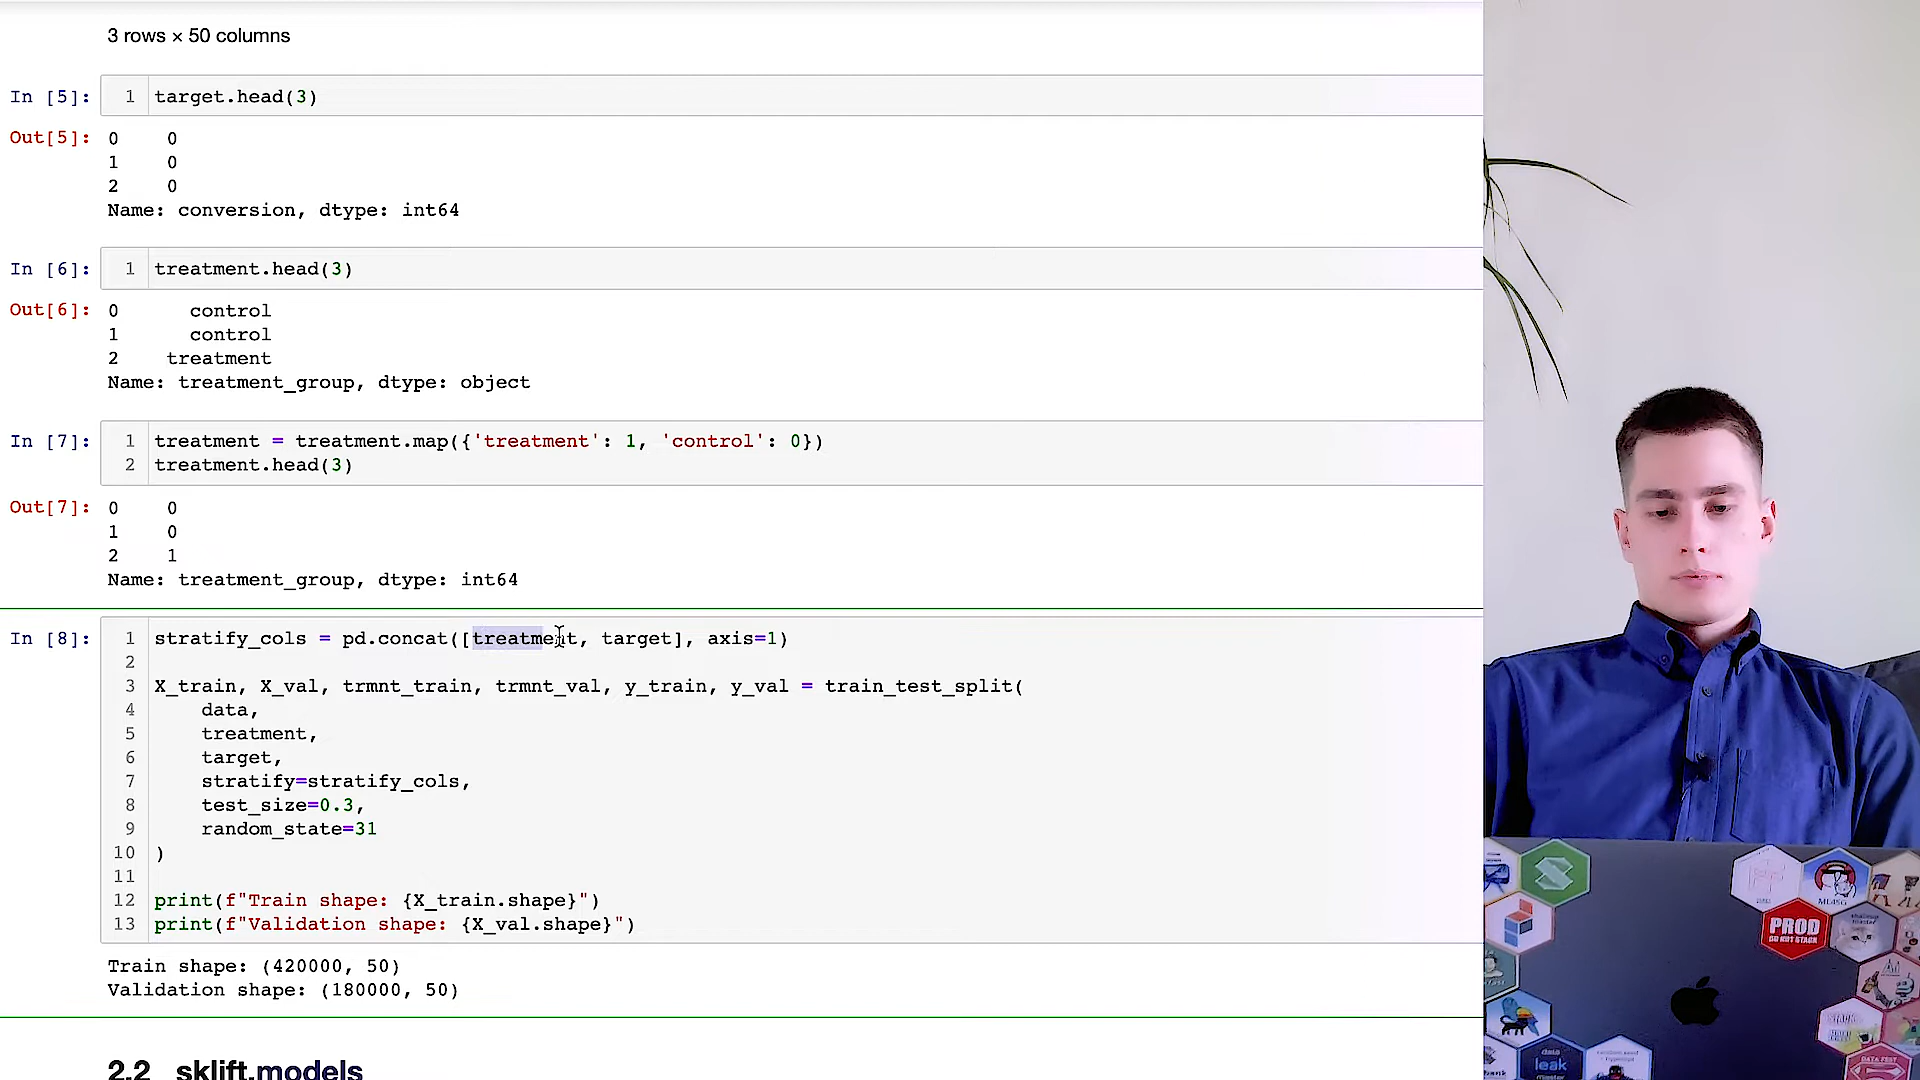 3 rows × 50 columns
In [5]: 1 target.head(3)
Out[5]: 0 0
1 0
2 0
Name: conversion, dtype: int64
In [6]: 1 treatment.head(3)
Out[6]: 0 control
1 control
2 treatment
Name: treatment_group, dtype: object
In [7]: 1 treatment = treatment.map({'treatment': 1, 'control': 0})
2 treatment.head(3)
Out[7]: 0 0
1 0
2 1
Name: treatment_group, dtype: int64
In [8]: 1 stratify_cols = pd.concat([treatment, target], axis=1)
2
3 X_train, X_val, trmnt_train, trmnt_val, y_train, y_val = train_test_split(
4 data,
5 treatment,
6 target,
7 stratify=stratify_cols,
8 test_size=0.3,
9 random_state=31
10 )
11
12 print(f"Train shape: {X_train.shape}")
13 print(f"Validation shape: {X_val.shape}")
Train shape: (420000, 50)
Validation shape: (180000, 50)
2.2 sklift.models
PROD
DO NOT STACK
data
leak
DATA FEST